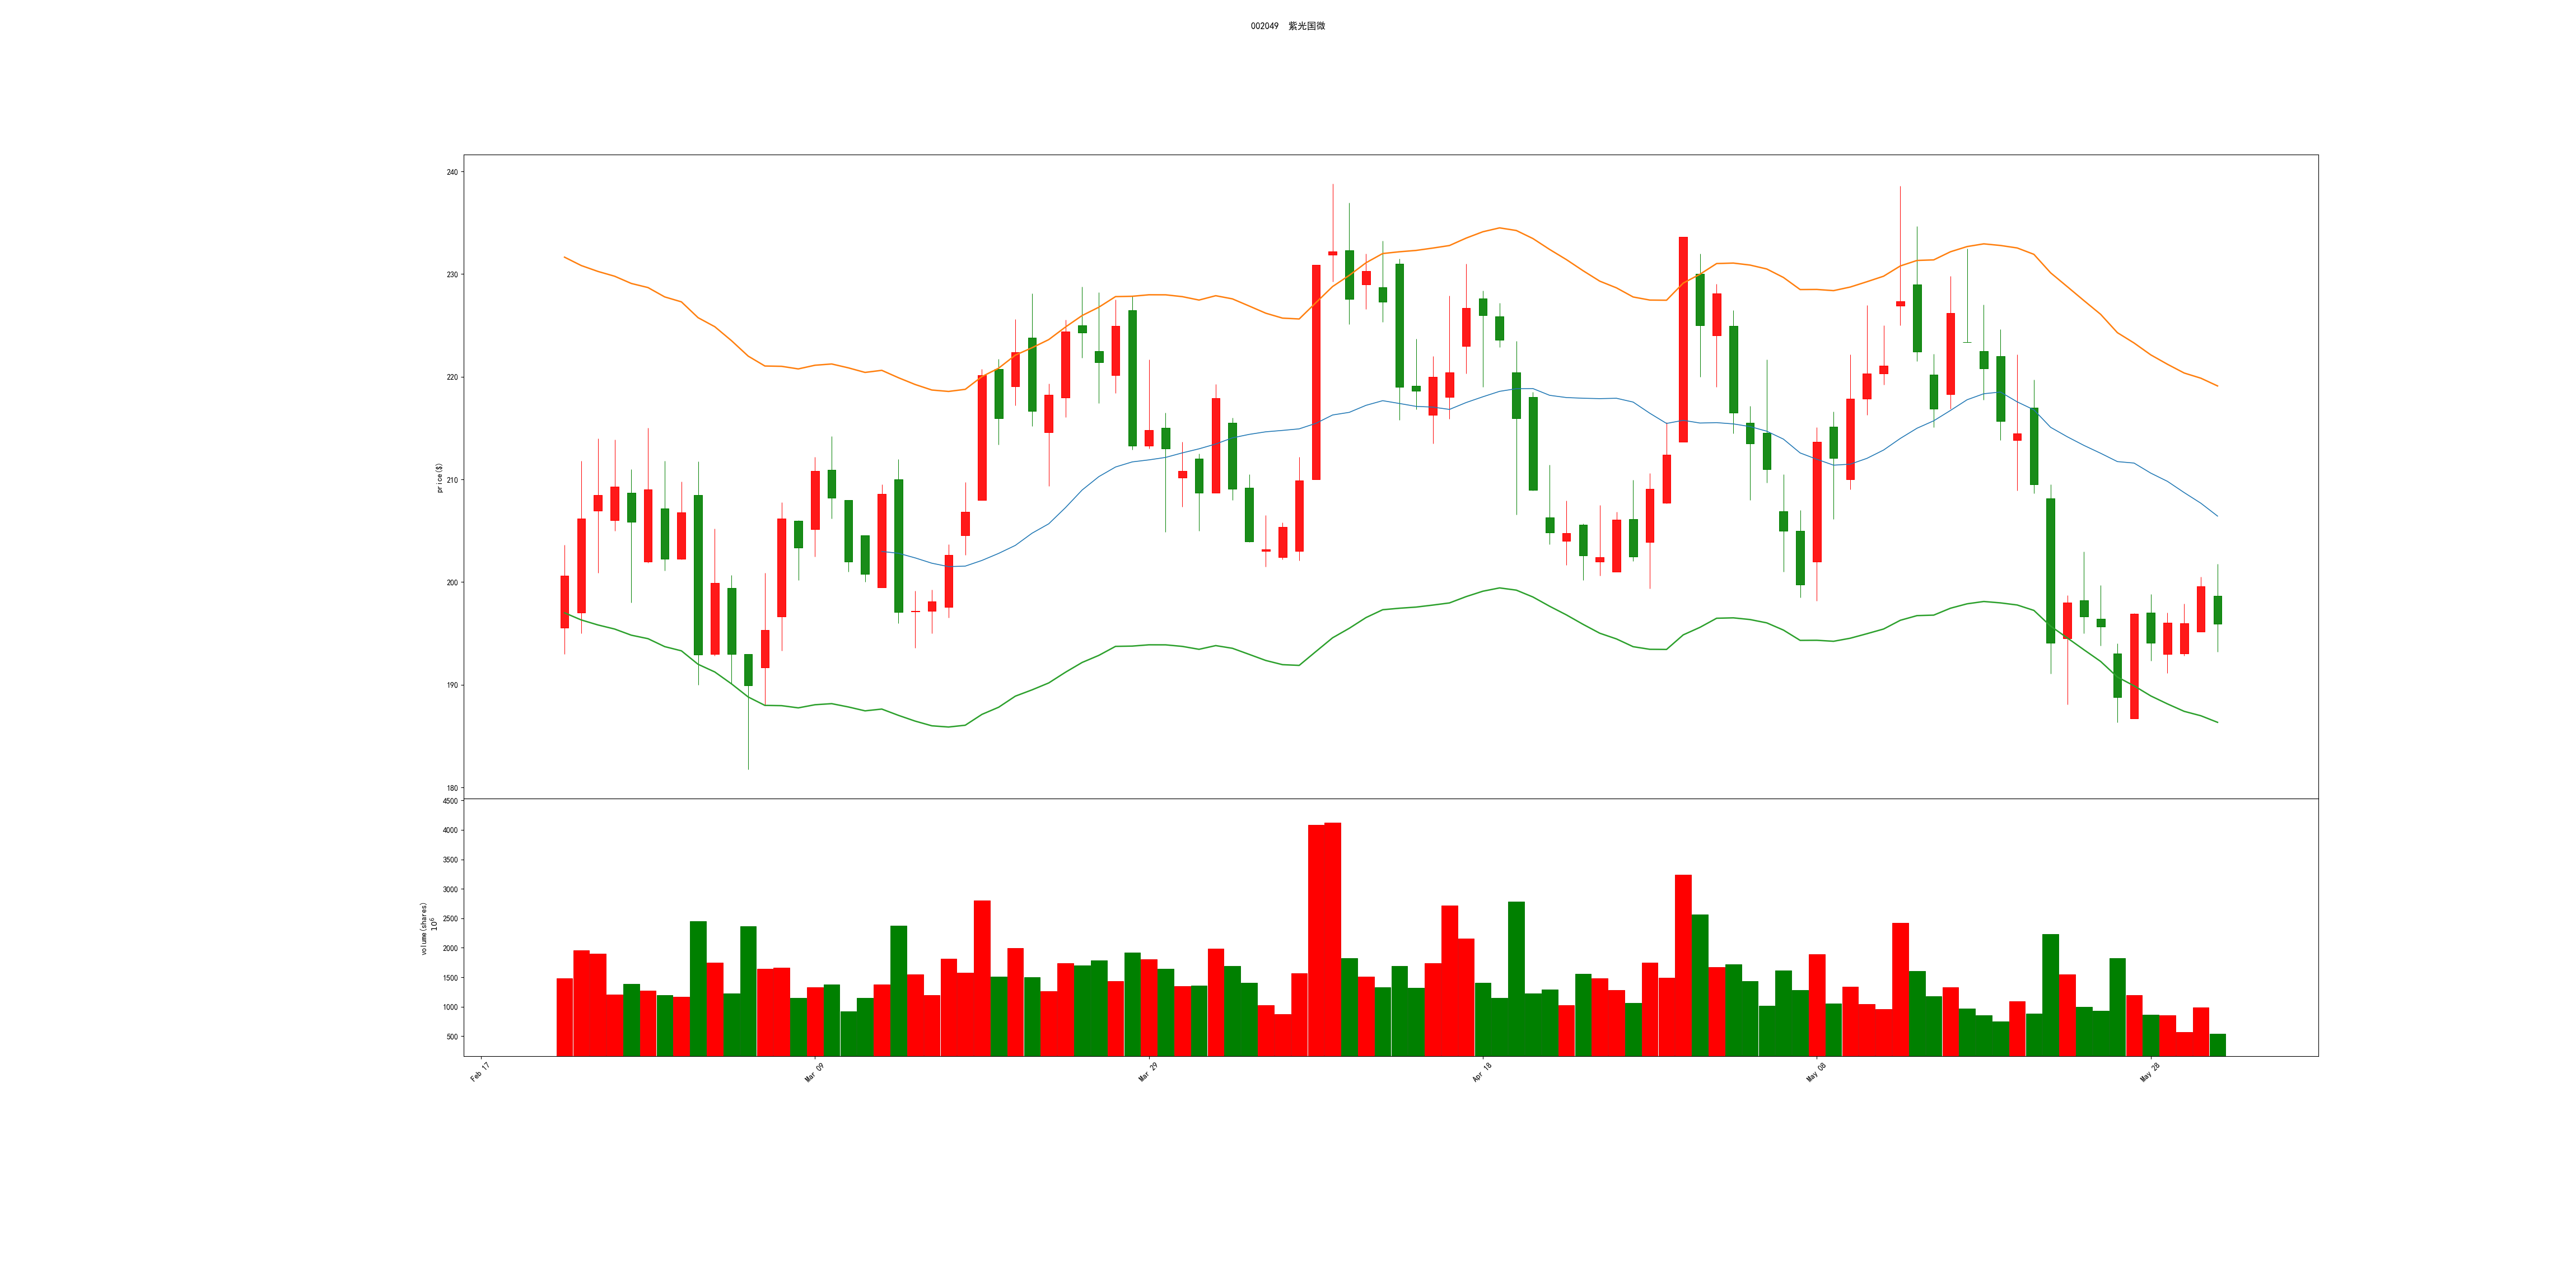 002049 紫光国微
240
230
220
210
200
190
180
price($)
4500
4000
3500
3000
2500
2000
1500
1000
500
volume(shares)
10⁶
Feb 17
Mar 09
Mar 29
Apr 18
May 08
May 28